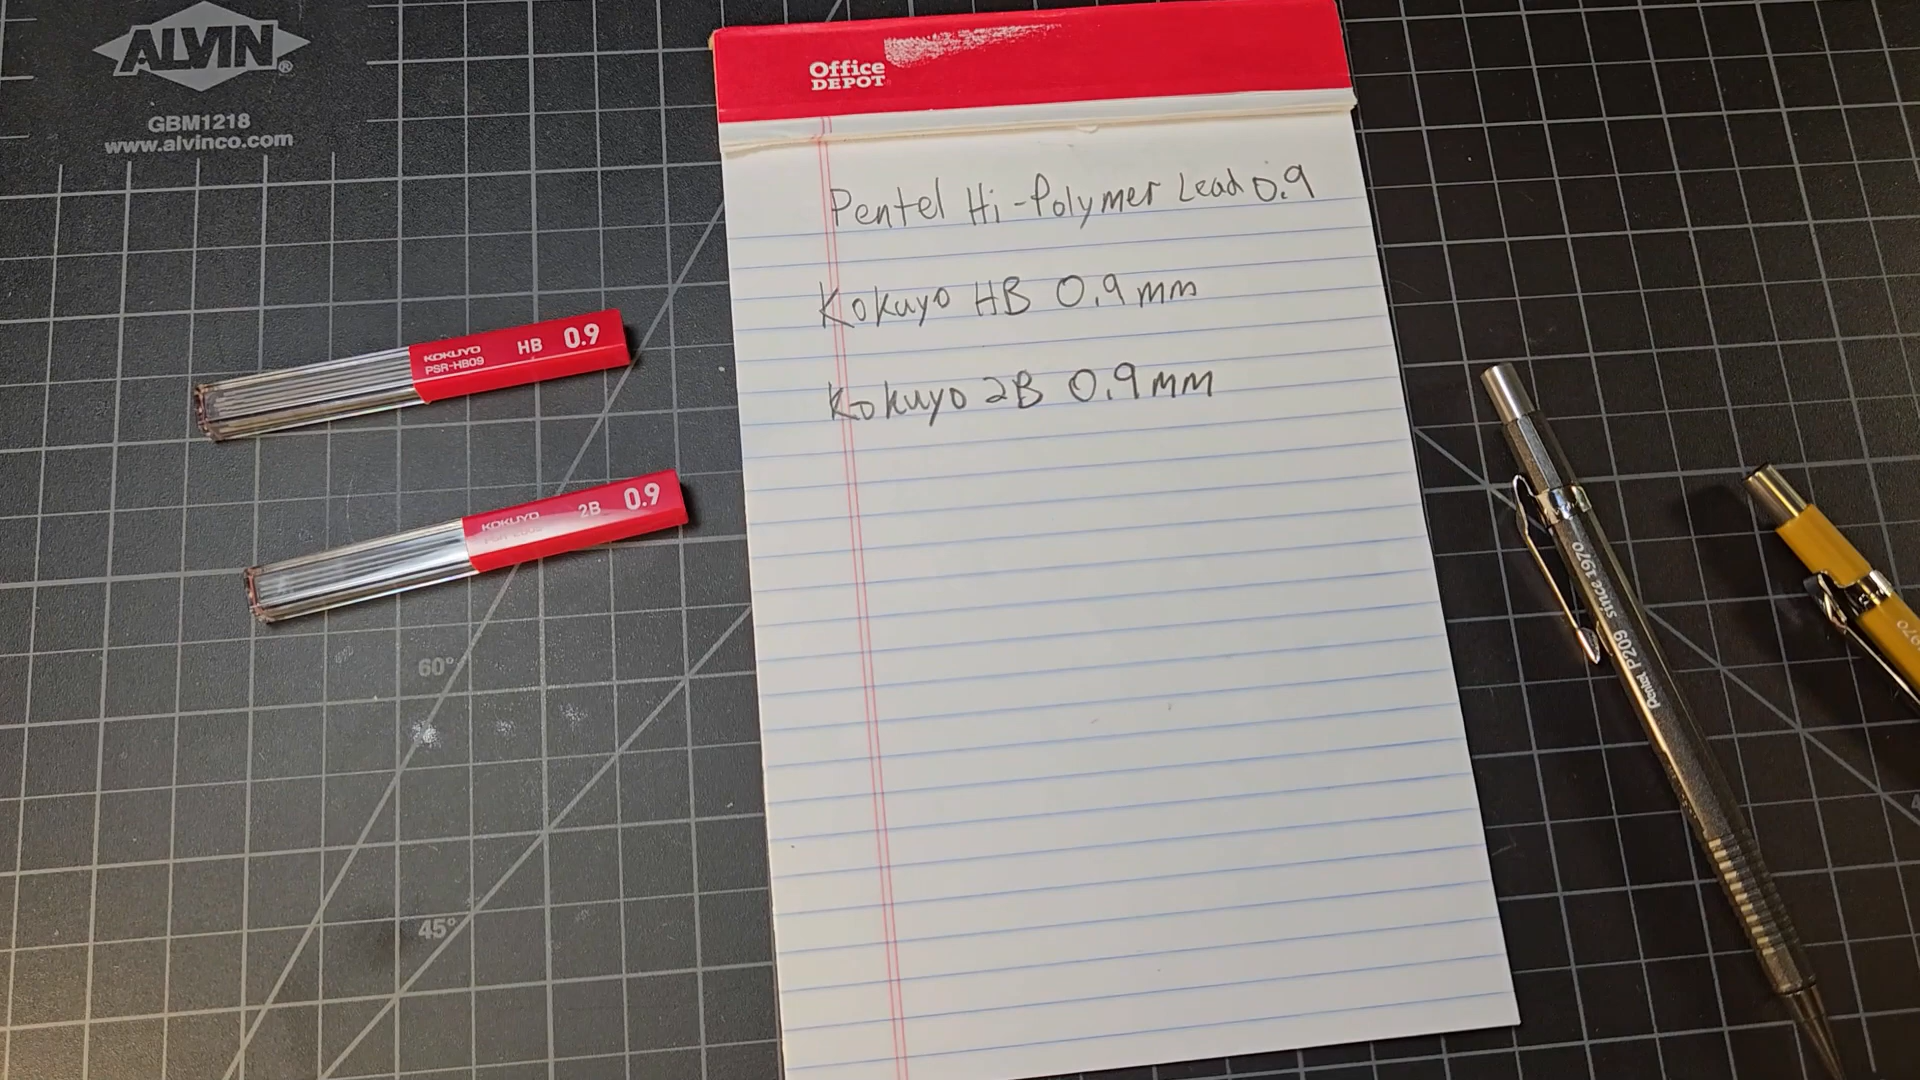 ALVIN®
GBM1218
www.alvinco.com
Office
DEPOT
Pentel Hi-Polymer Lead 0.9
Kokuyo HB 0.9mm
Kokuyo 2B 0.9mm
KOKUYO HB 0.9
PSR-HB09
KOKUYO 2B 0.9
60°
45°
Pentel P209 since 1970
1970